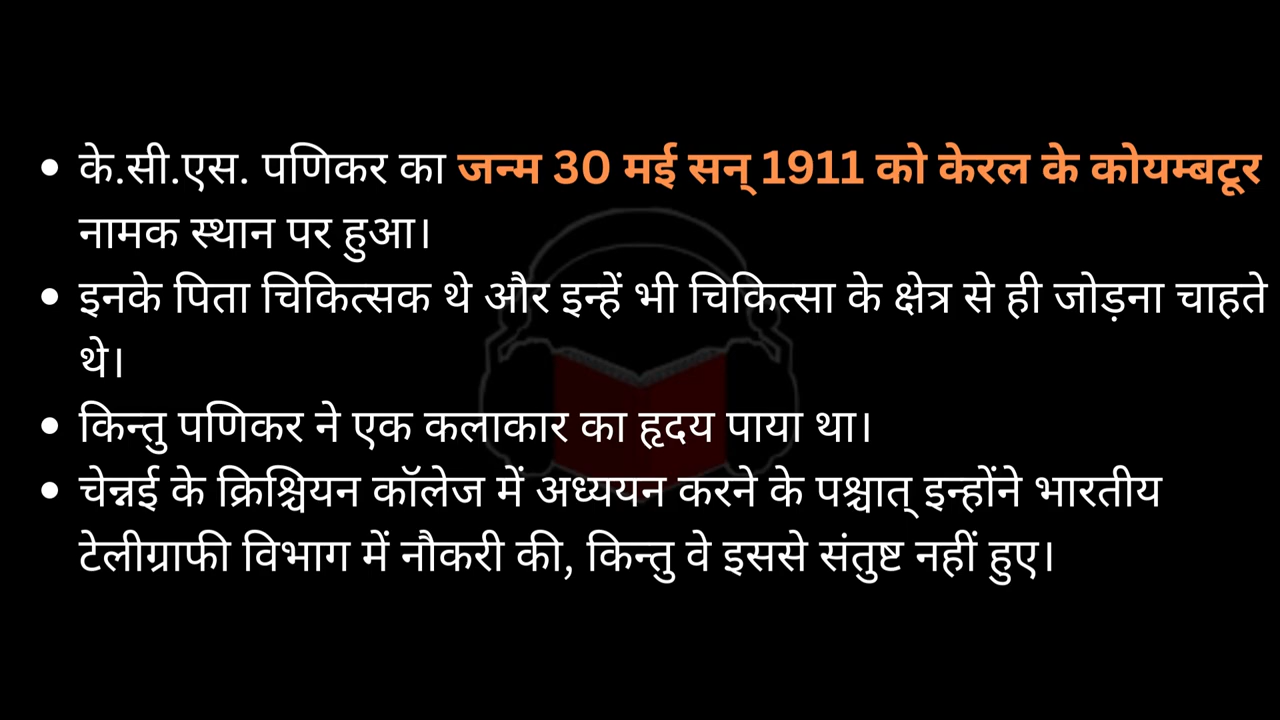 • के.सी.एस. पणिकर का जन्म 30 मई सन् 1911 को केरल के कोयम्बटूर
नामक स्थान पर हुआ।
• इनके पिता चिकित्सक थे और इन्हें भी चिकित्सा के क्षेत्र से ही जोड़ना चाहते
थे।
• किन्तु पणिकर ने एक कलाकार का हृदय पाया था।
• चेन्नई के क्रिश्चियन कॉलेज में अध्ययन करने के पश्चात् इन्होंने भारतीय
टेलीग्राफी विभाग में नौकरी की, किन्तु वे इससे संतुष्ट नहीं हुए।